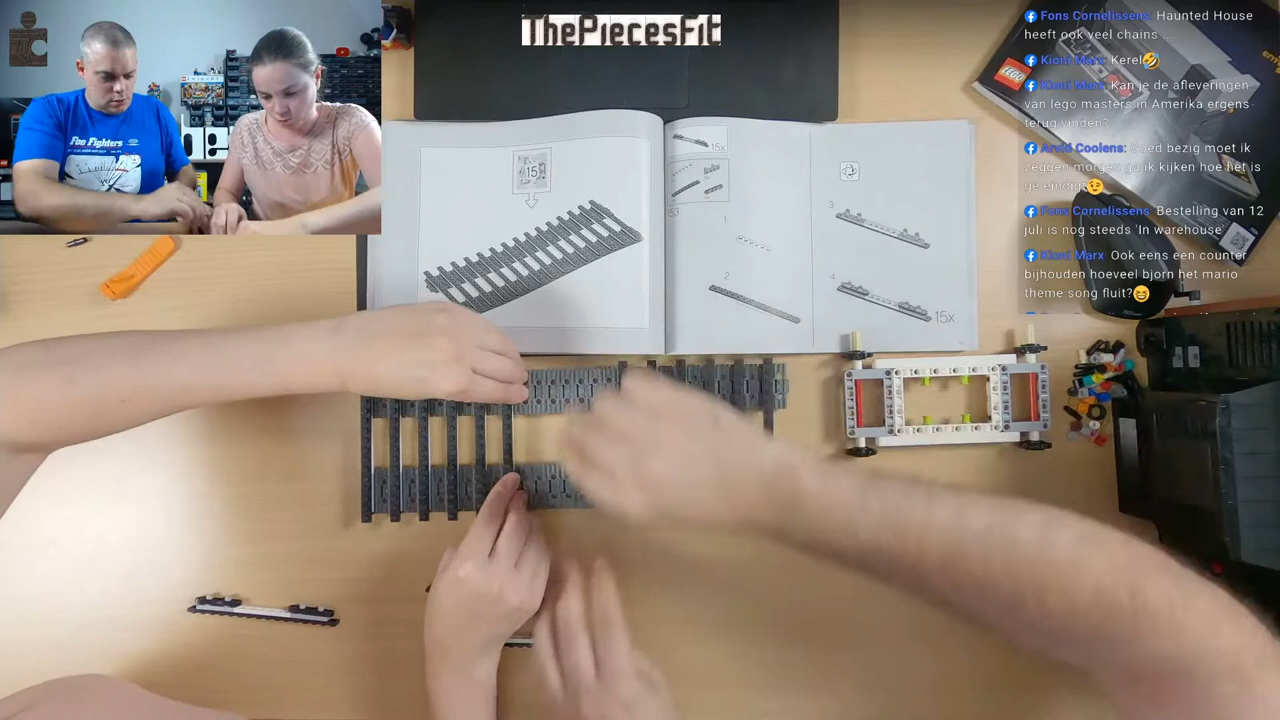 ThePiecesFit
Foo Fighters
15
15x
53
1
2
3
4
15x
LEGO
Fons Cornelissens: Haunted House
heeft ook veel chains ...
Kioni Marx: Kerel🤣
Kioni Marx: Kan je de afleveringen
van lego masters in Amerika ergens
terug vinden?
Arvid Coolens: Goed bezig moet ik
zeggen morgen ga ik kijken hoe het is
ge eindigt😉
Fons Cornelissens: Bestelling van 12
juli is nog steeds 'In warehouse'
Kioni Marx: Ook eens een counter
bijhouden hoeveel bjorn het mario
theme song fluit?😄